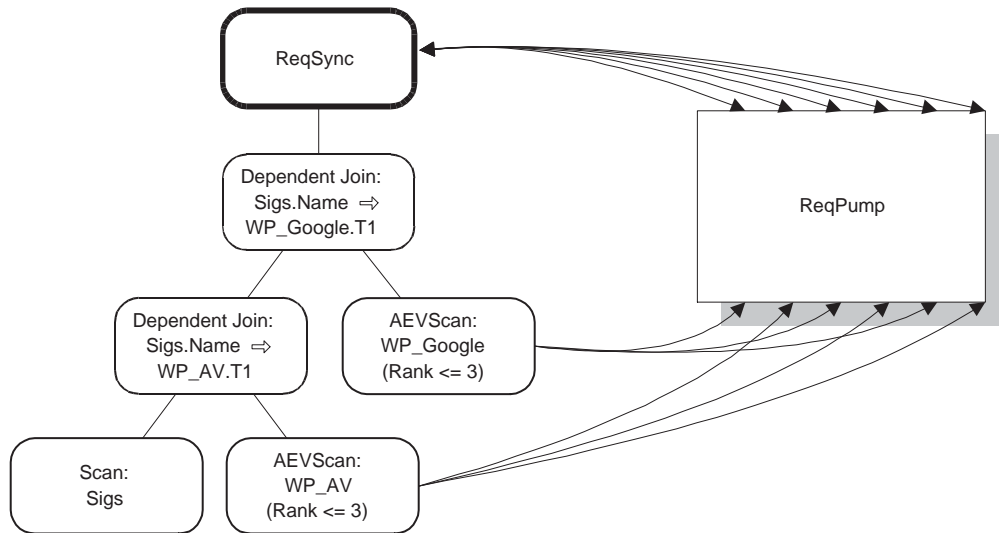 ReqSync
Dependent Join:
Sigs.Name ⇨
WP_Google.T1
ReqPump
Dependent Join:
Sigs.Name ⇨
WP_AV.T1
AEVScan:
WP_Google
(Rank <= 3)
Scan:
Sigs
AEVScan:
WP_AV
(Rank <= 3)